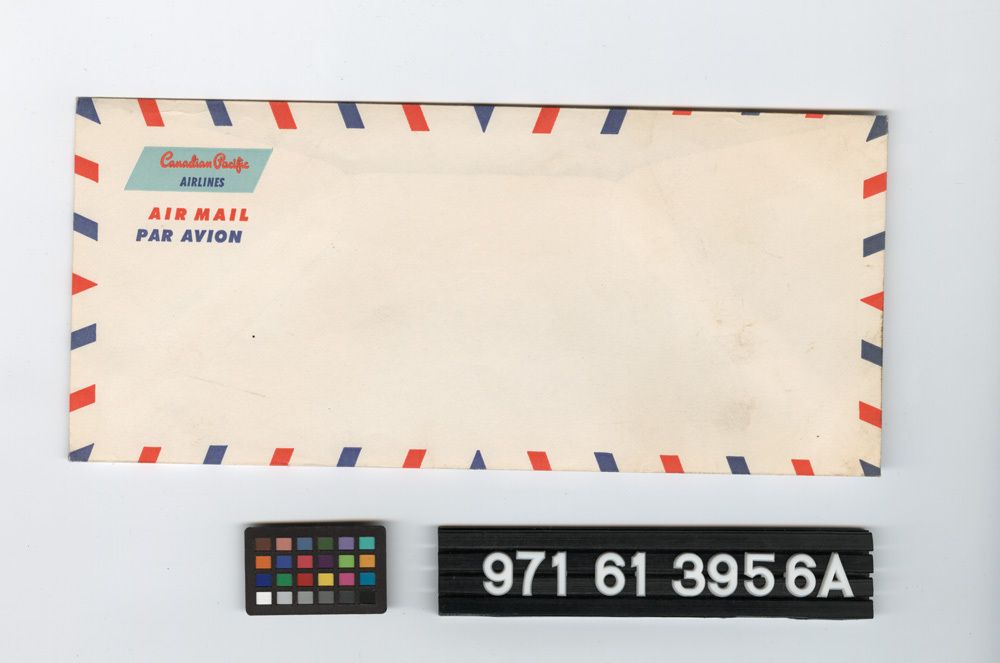 Canadian Pacific
AIRLINES
AIR MAIL
PAR AVION
971 61 3956A